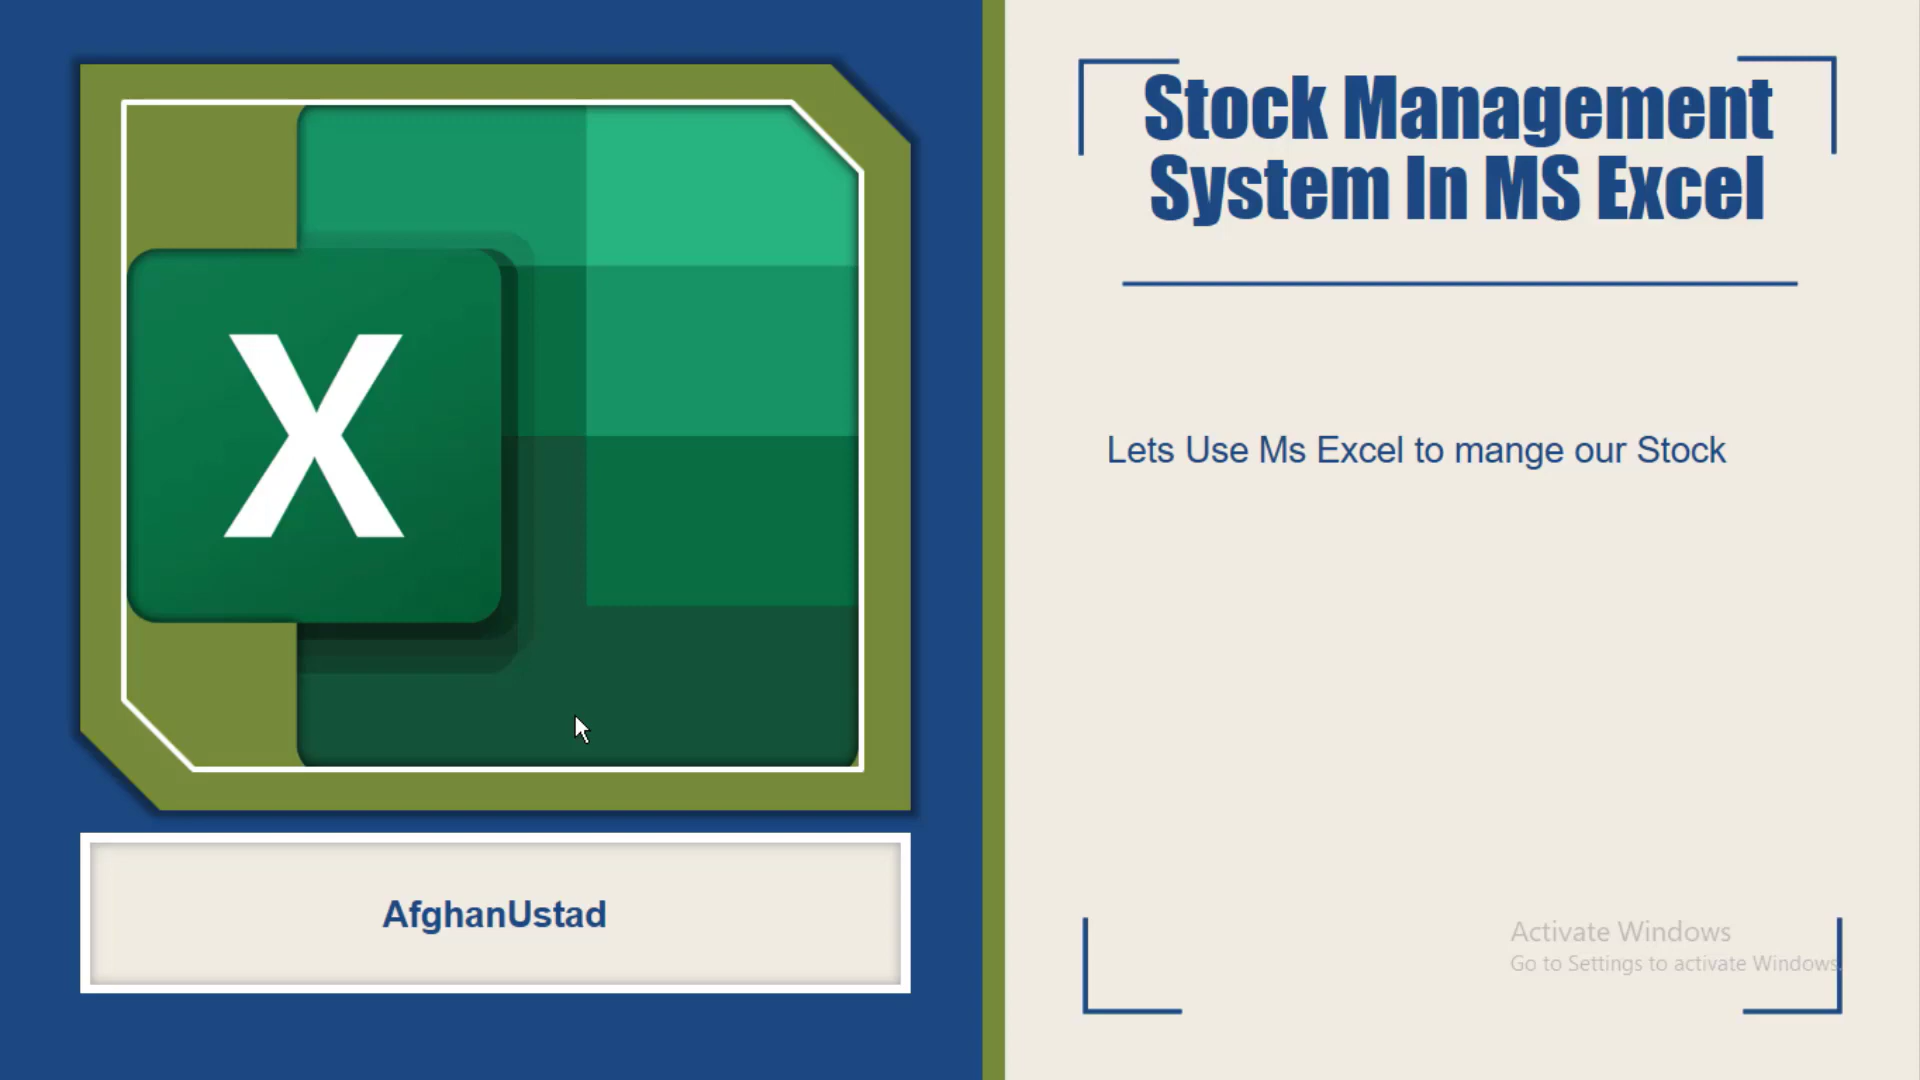 Stock Management
System In MS Excel
Lets Use Ms Excel to mange our Stock
X
AfghanUstad
Activate Windows
Go to Settings to activate Windows.